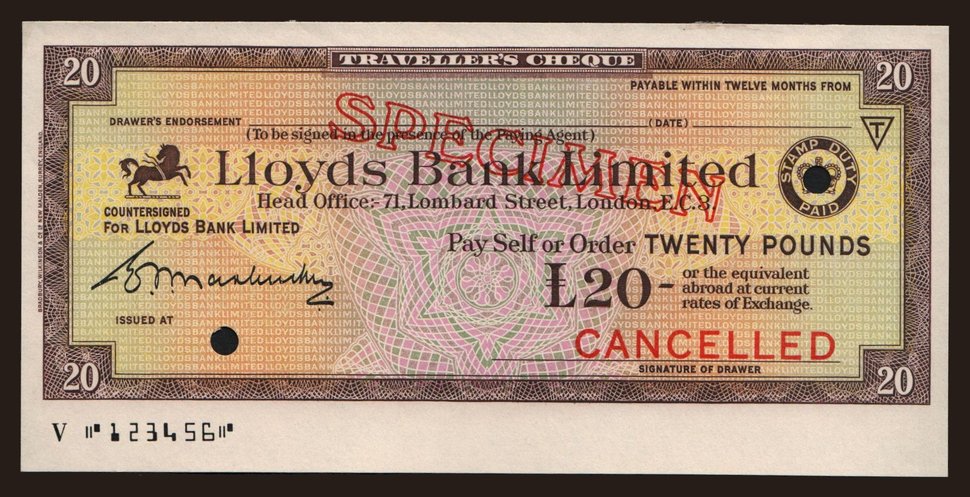 TRAVELLER'S CHEQUE
20
20
PAYABLE WITHIN TWELVE MONTHS FROM
DRAWER'S ENDORSEMENT
(DATE)
(To be signed in the presence of the Paying Agent)
T
SPECIMEN
Lloyds Bank Limited
STAMP DUTY
PAID
Head Office:- 71, Lombard Street, London, E.C.3.
COUNTERSIGNED
FOR LLOYDS BANK LIMITED
Pay Self or Order TWENTY POUNDS
£20-
or the equivalent
abroad at current
rates of Exchange.
ISSUED AT
CANCELLED
SIGNATURE OF DRAWER
20
20
V ⑈123456⑈